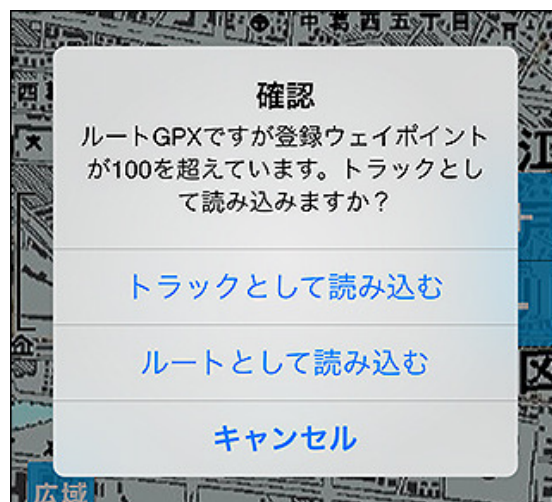 中葛西五丁目
西
確認
ルートGPXですが登録ウェイポイント
が100を超えています。トラックとし
て読み込みますか？
江
トラックとして読み込む
ルートとして読み込む
区
キャンセル
広域